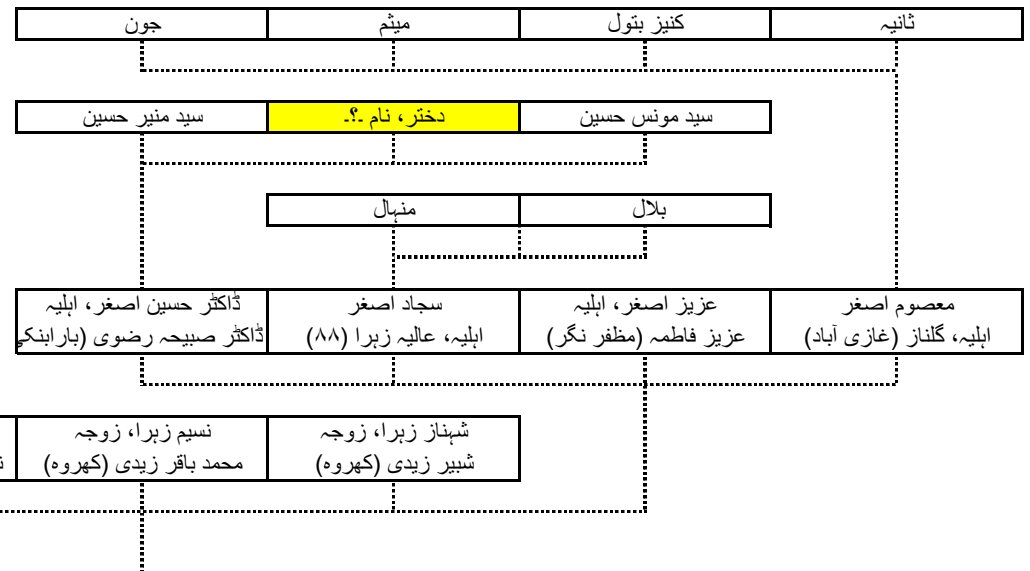 ثانیہ
کنیز بتول
میثم
جون
سید مونس حسین
دختر، نام ۔؟۔
سید منیر حسین
بلال
منہال
معصوم اصغر
اہلیہ، گلناز (غازی آباد)
عزیز اصغر، اہلیہ
عزیز فاطمہ (مظفر نگر)
سجاد اصغر
اہلیہ، عالیہ زہرا (۸۸)
ڈاکٹر حسین اصغر، اہلیہ
ڈاکٹر صبیحہ رضوی (بارابنکی
شہناز زہرا، زوجہ
شبیر زیدی (کھروہ)
نسیم زہرا، زوجہ
محمد باقر زیدی (کھروہ)